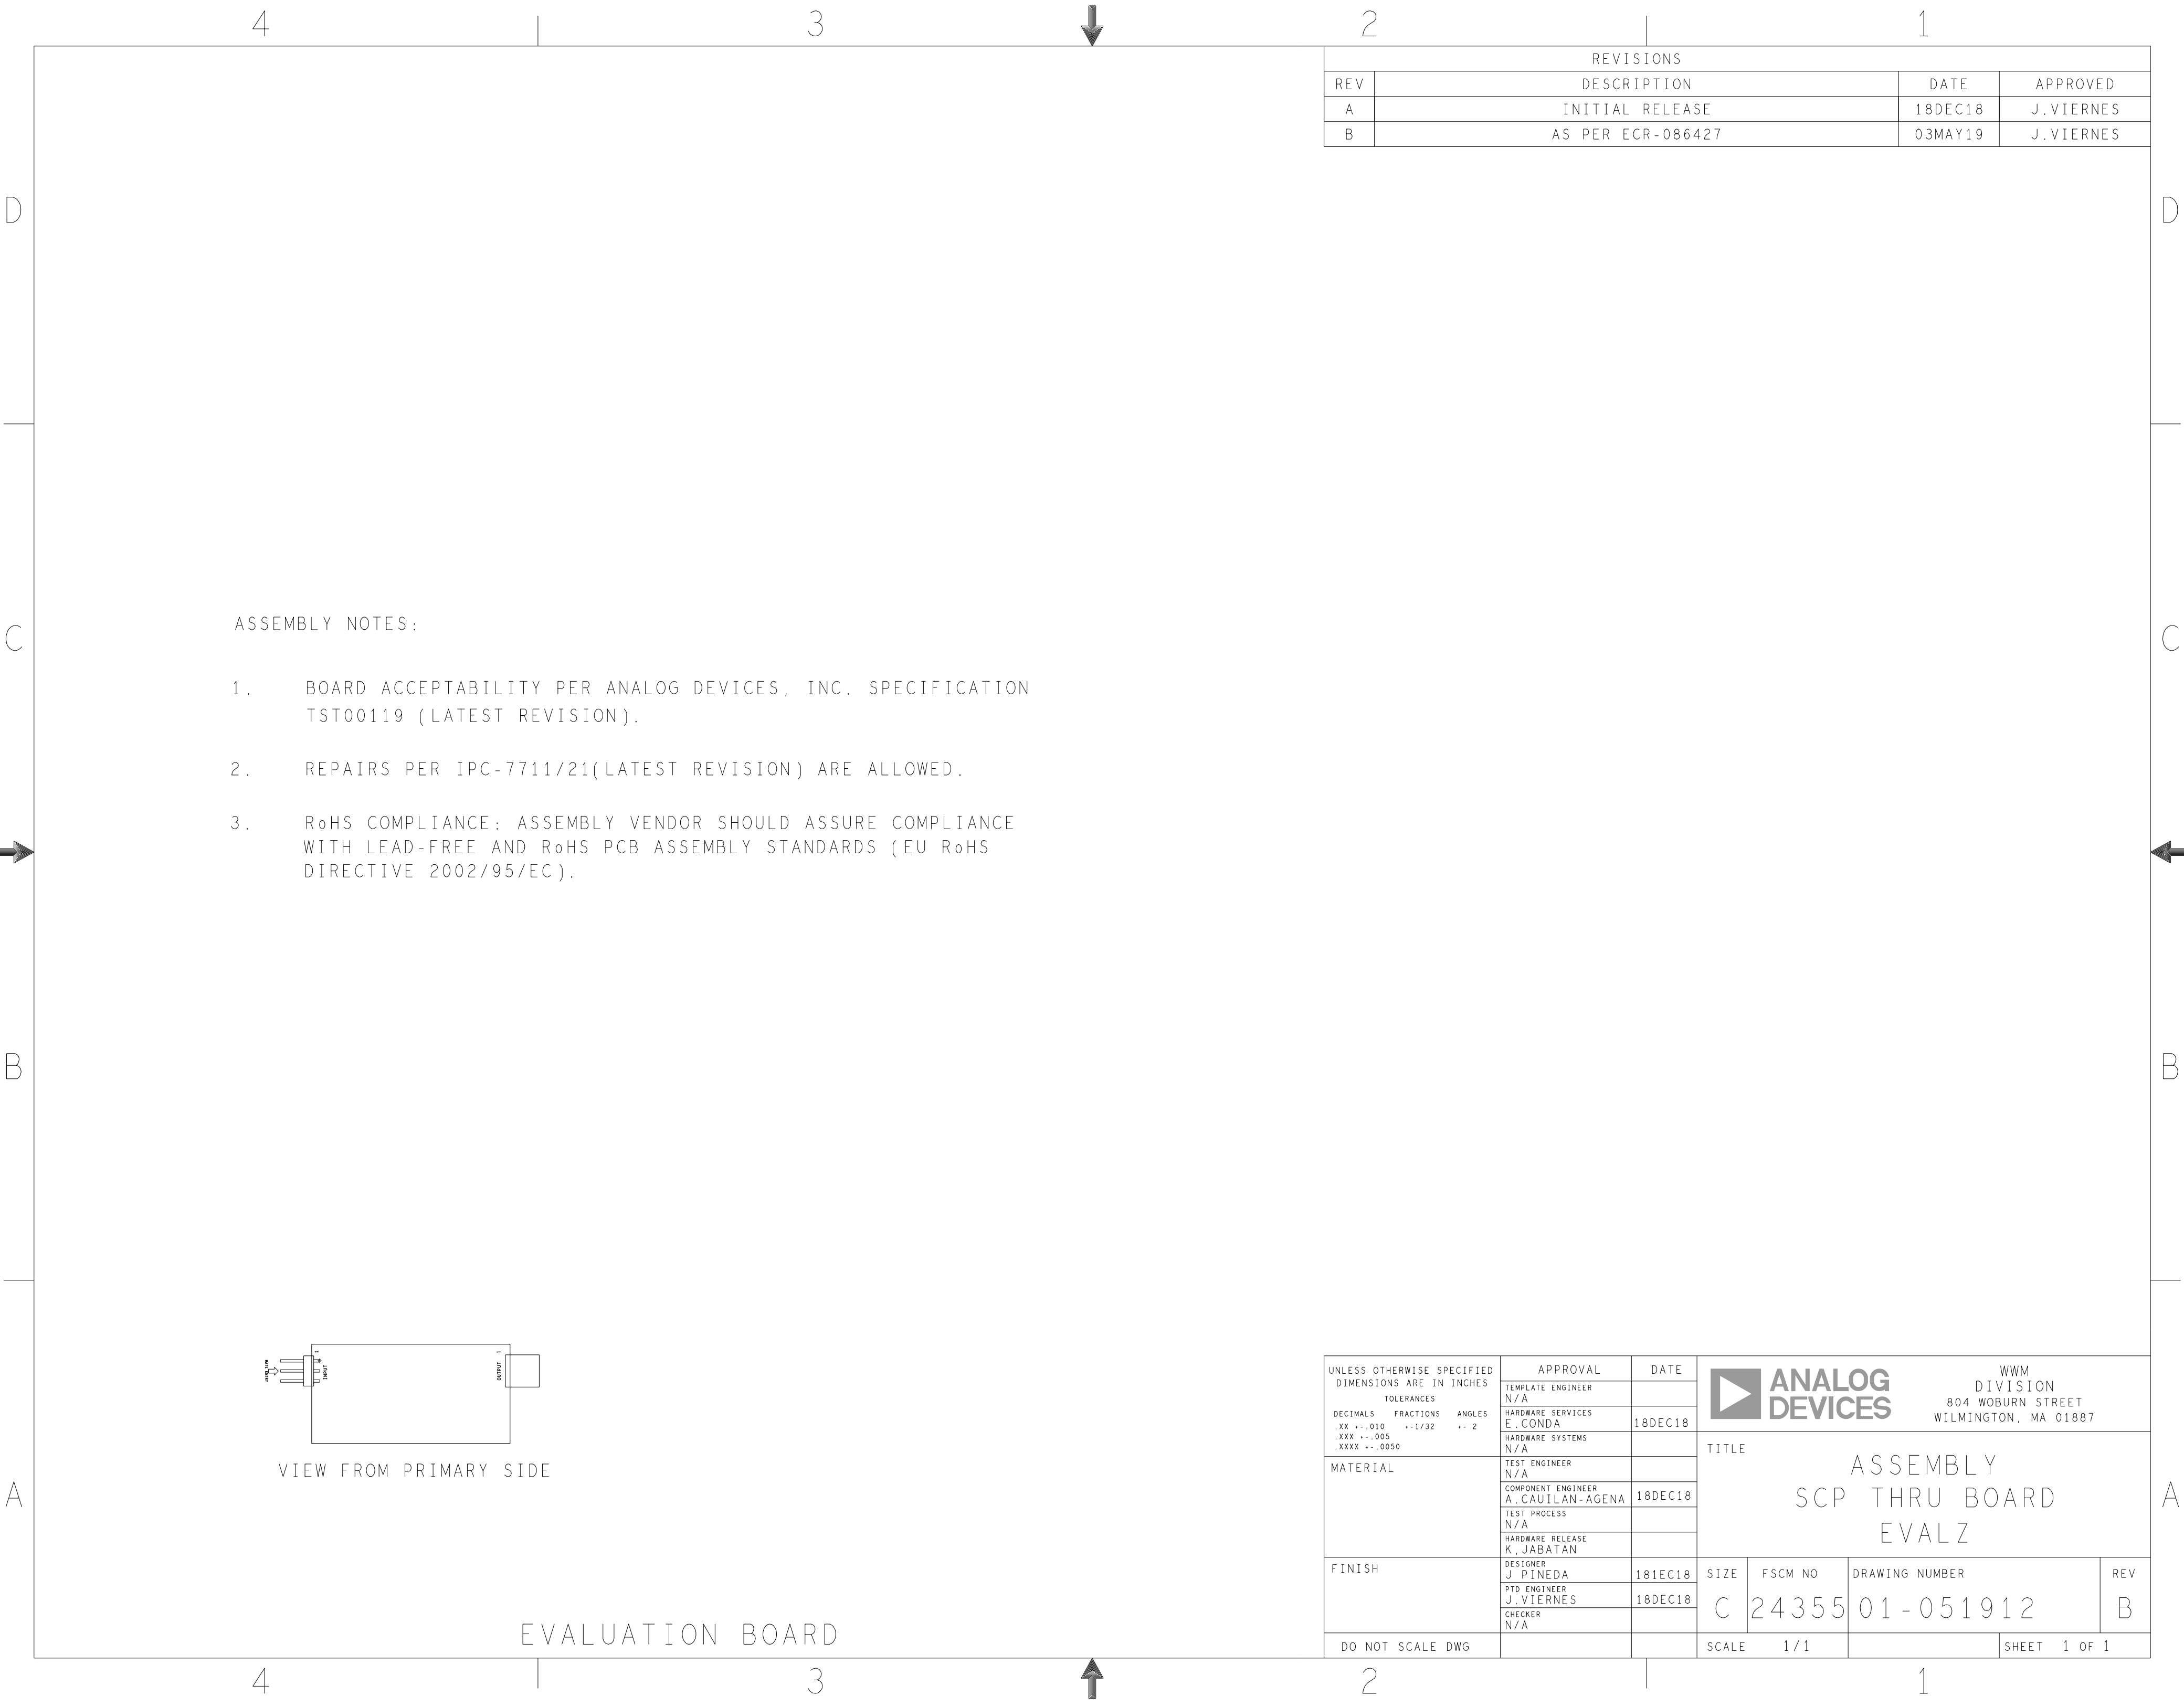 4 3 2 1
REVISIONS
REV DESCRIPTION DATE APPROVED
A INITIAL RELEASE 18DEC18 J.VIERNES
B AS PER ECR-086427 03MAY19 J.VIERNES
D D
C C
ASSEMBLY NOTES:
1. BOARD ACCEPTABILITY PER ANALOG DEVICES, INC. SPECIFICATION
TST00119 (LATEST REVISION).
2. REPAIRS PER IPC-7711/21(LATEST REVISION) ARE ALLOWED.
3. RoHS COMPLIANCE: ASSEMBLY VENDOR SHOULD ASSURE COMPLIANCE
WITH LEAD-FREE AND RoHS PCB ASSEMBLY STANDARDS (EU RoHS
DIRECTIVE 2002/95/EC).
B B
1 INPUT
OUTPUT 1
VIEW FROM PRIMARY SIDE
A A
EVALUATION BOARD
UNLESS OTHERWISE SPECIFIED
DIMENSIONS ARE IN INCHES
TOLERANCES
DECIMALS FRACTIONS ANGLES
.XX +-.010 +-1/32 +- 2
.XXX +-.005
.XXXX +-.0050
MATERIAL
FINISH
DO NOT SCALE DWG
APPROVAL DATE
TEMPLATE ENGINEER
N/A
HARDWARE SERVICES
E.CONDA 18DEC18
HARDWARE SYSTEMS
N/A
TEST ENGINEER
N/A
COMPONENT ENGINEER
A.CAUILAN-AGENA 18DEC18
TEST PROCESS
N/A
HARDWARE RELEASE
K.JABATAN
DESIGNER
J PINEDA 181EC18
PTD ENGINEER
J.VIERNES 18DEC18
CHECKER
N/A
ANALOG
DEVICES
WWM
DIVISION
804 WOBURN STREET
WILMINGTON, MA 01887
TITLE
ASSEMBLY
SCP THRU BOARD
EVALZ
SIZE FSCM NO DRAWING NUMBER REV
C 24355 01-051912 B
SCALE 1/1 SHEET 1 OF 1
4 3 2 1